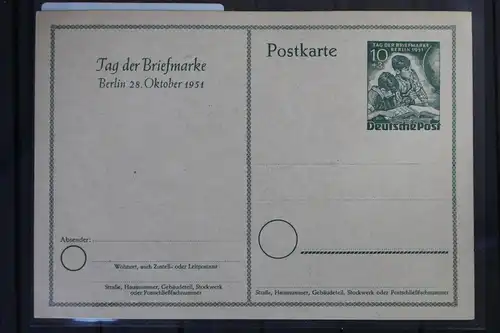 Tag der Briefmarke
Berlin 28. Oktober 1951
Postkarte
TAG DER BRIEFMARKE
BERLIN 1951
10
Deutsche Post
Absender:
Wohnort, auch Zustell- oder Leitpostamt
Straße, Hausnummer, Gebäudeteil, Stockwerk
oder Postschließfachnummer
Straße, Hausnummer, Gebäudeteil, Stockwerk oder Postschließfachnummer